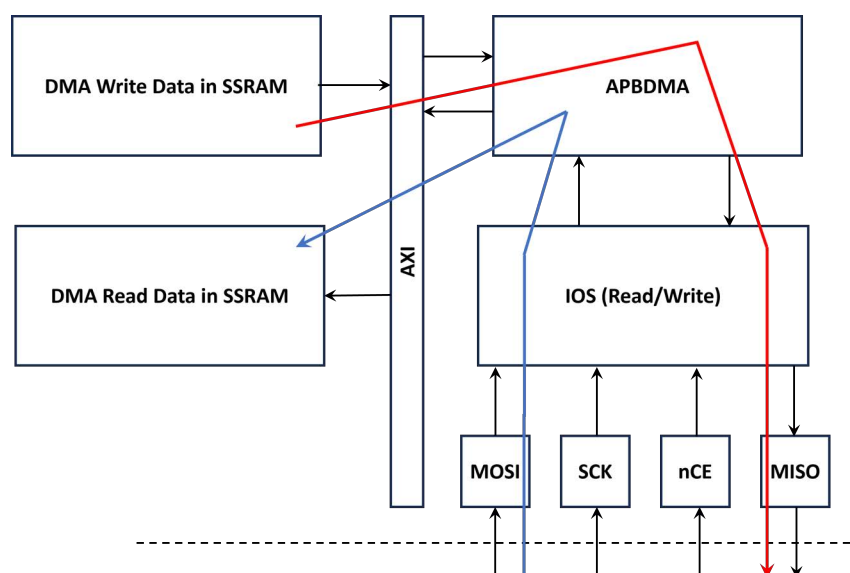 DMA Write Data in SSRAM
APBDMA
AXI
DMA Read Data in SSRAM
IOS (Read/Write)
MOSI
SCK
nCE
MISO